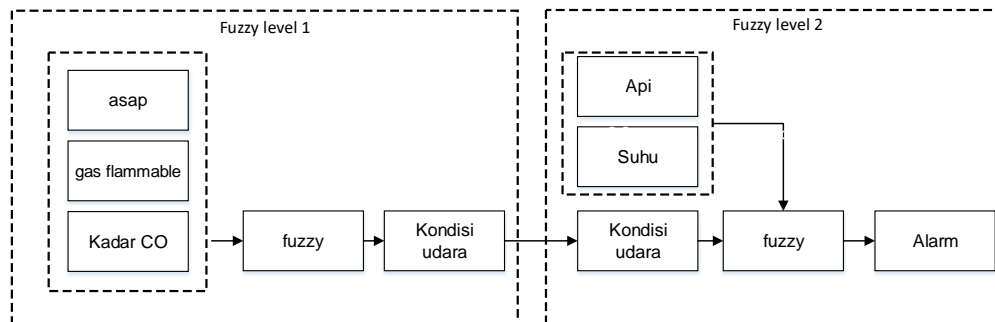 Fuzzy level 1
asap
gas flammable
Kadar CO
fuzzy
Kondisi
udara
Fuzzy level 2
Api
Suhu
Kondisi
udara
fuzzy
Alarm